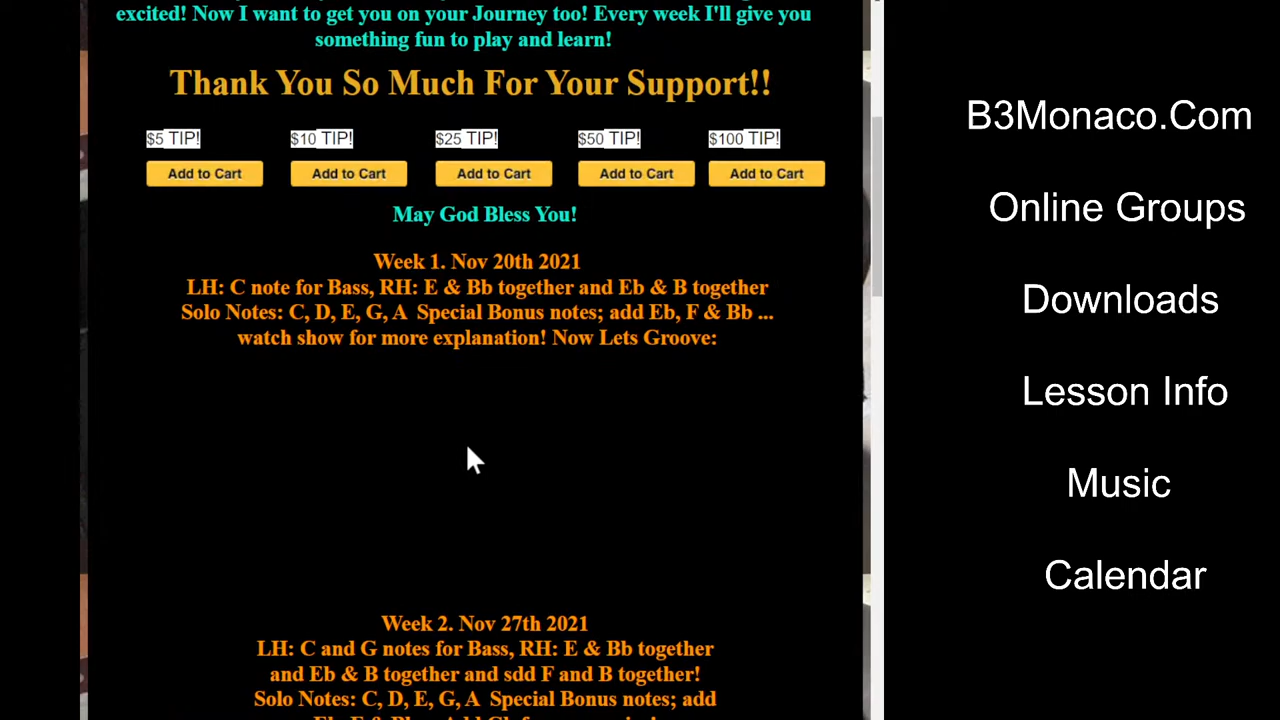 excited! Now I want to get you on your Journey too! Every week I'll give you
something fun to play and learn!
Thank You So Much For Your Support!!
$5 TIP! $10 TIP! $25 TIP! $50 TIP! $100 TIP!
Add to Cart Add to Cart Add to Cart Add to Cart Add to Cart
May God Bless You!
Week 1. Nov 20th 2021
LH: C note for Bass, RH: E & Bb together and Eb & B together
Solo Notes: C, D, E, G, A Special Bonus notes; add Eb, F & Bb ...
watch show for more explanation! Now Lets Groove:
Week 2. Nov 27th 2021
LH: C and G notes for Bass, RH: E & Bb together
and Eb & B together and sdd F and B together!
Solo Notes: C, D, E, G, A Special Bonus notes; add
B3Monaco.Com
Online Groups
Downloads
Lesson Info
Music
Calendar